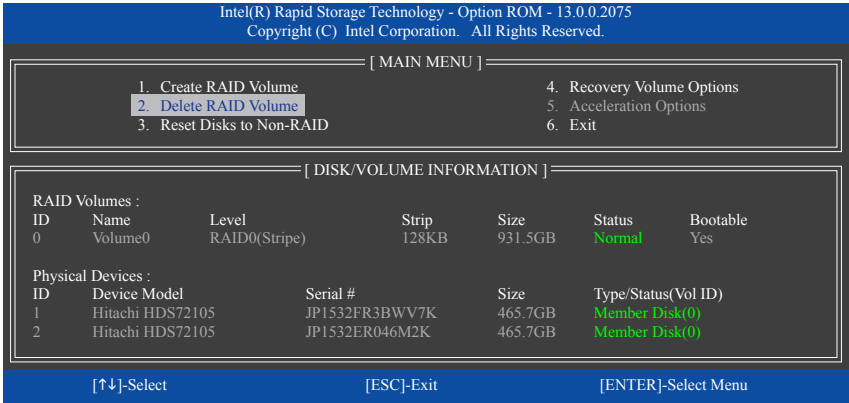 Intel(R) Rapid Storage Technology - Option ROM - 13.0.0.2075
Copyright (C) Intel Corporation. All Rights Reserved.
[ MAIN MENU ]
1. Create RAID Volume 4. Recovery Volume Options
2. Delete RAID Volume 5. Acceleration Options
3. Reset Disks to Non-RAID 6. Exit
[ DISK/VOLUME INFORMATION ]
RAID Volumes :
ID Name Level Strip Size Status Bootable
0 Volume0 RAID0(Stripe) 128KB 931.5GB Normal Yes
Physical Devices :
ID Device Model Serial # Size Type/Status(Vol ID)
1 Hitachi HDS72105 JP1532FR3BWV7K 465.7GB Member Disk(0)
2 Hitachi HDS72105 JP1532ER046M2K 465.7GB Member Disk(0)
[↑↓]-Select [ESC]-Exit [ENTER]-Select Menu